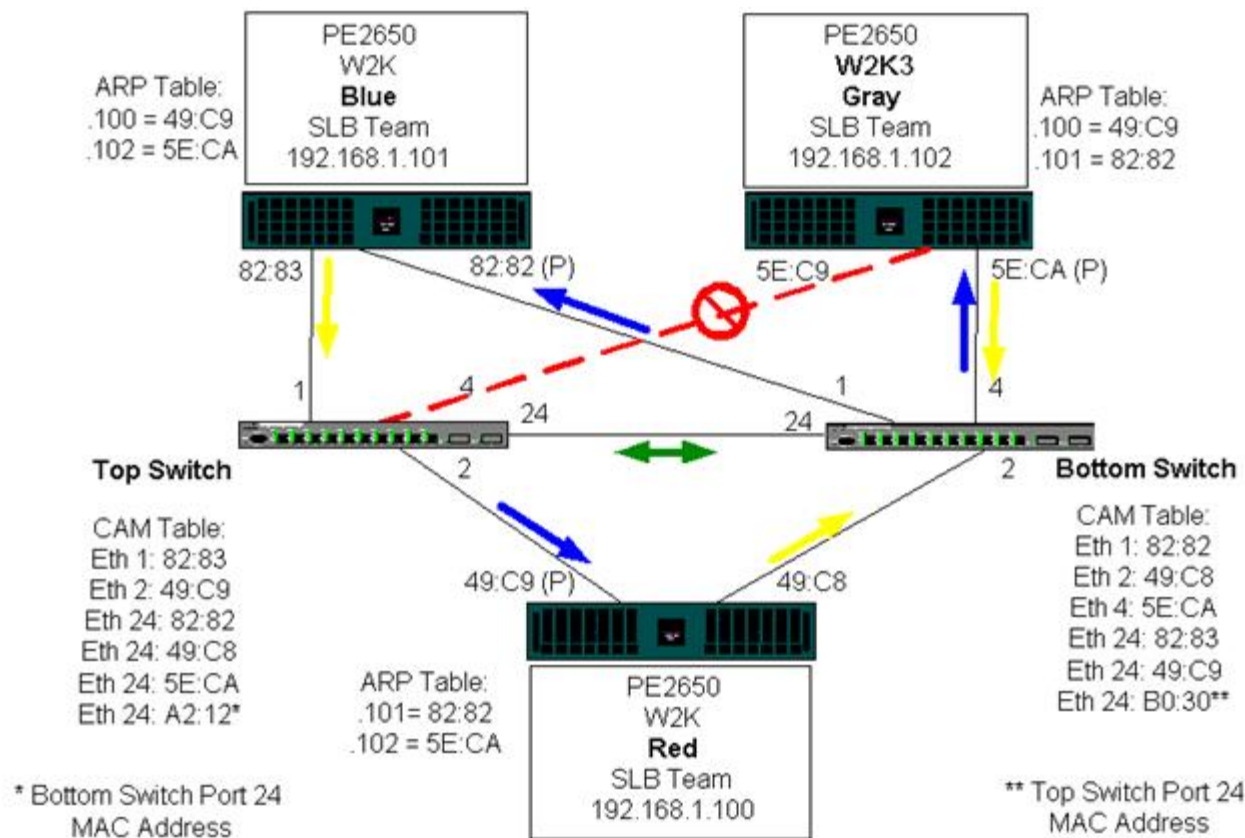 PE2650
W2K
Blue
SLB Team
192.168.1.101
ARP Table:
.100 = 49:C9
.102 = 5E:CA
PE2650
W2K3
Gray
SLB Team
192.168.1.102
ARP Table:
.100 = 49:C9
.101 = 82:82
82:83
82:82 (P)
5E:C9
5E:CA (P)
1
4
24
2
24
1
4
2
Top Switch
CAM Table:
Eth 1: 82:83
Eth 2: 49:C9
Eth 24: 82:82
Eth 24: 49:C8
Eth 24: 5E:CA
Eth 24: A2:12*
Bottom Switch
CAM Table:
Eth 1: 82:82
Eth 2: 49:C8
Eth 4: 5E:CA
Eth 24: 82:83
Eth 24: 49:C9
Eth 24: B0:30**
49:C9 (P)
49:C8
ARP Table:
.101= 82:82
.102 = 5E:CA
PE2650
W2K
Red
SLB Team
192.168.1.100
* Bottom Switch Port 24
MAC Address
** Top Switch Port 24
MAC Address